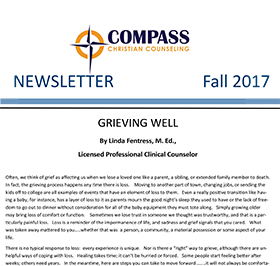 COMPASS
CHRISTIAN COUNSELING
NEWSLETTER Fall 2017
GRIEVING WELL
By Linda Fentress, M. Ed.,
Licensed Professional Clinical Counselor
Often, we think of grief as affecting us when we lose a loved one like a parent, a sibling, or extended family member to death.
In fact, the grieving process happens any time there is loss. Moving to another part of town, changing jobs, or sending the
kids off to college are all examples of events that have an element of loss to them. Even a really positive transition like hav-
ing a baby, for instance, has a layer of loss to it as parents mourn the good night's sleep they used to have or the lack of free-
dom to go out to dinner without consideration for all of the baby equipment they must tote along. Simply growing older
may bring loss of comfort or function. Sometimes we lose trust in someone we thought was trustworthy, and that is a par-
ticularly painful loss. Loss is a reminder of the impermanence of life, and sadness and grief signals that you cared. What
was taken away mattered to you....whether that was a person, a community, a material possession or some aspect of your
life.
There is no typical response to loss: every experience is unique. Nor is there a "right" way to grieve, although there are un-
helpful ways of coping with loss. Healing takes time; it can't be hurried or forced. Some people start feeling better after
weeks; others need years. In the meantime, here are steps you can take to move forward......it will not always be comforta-